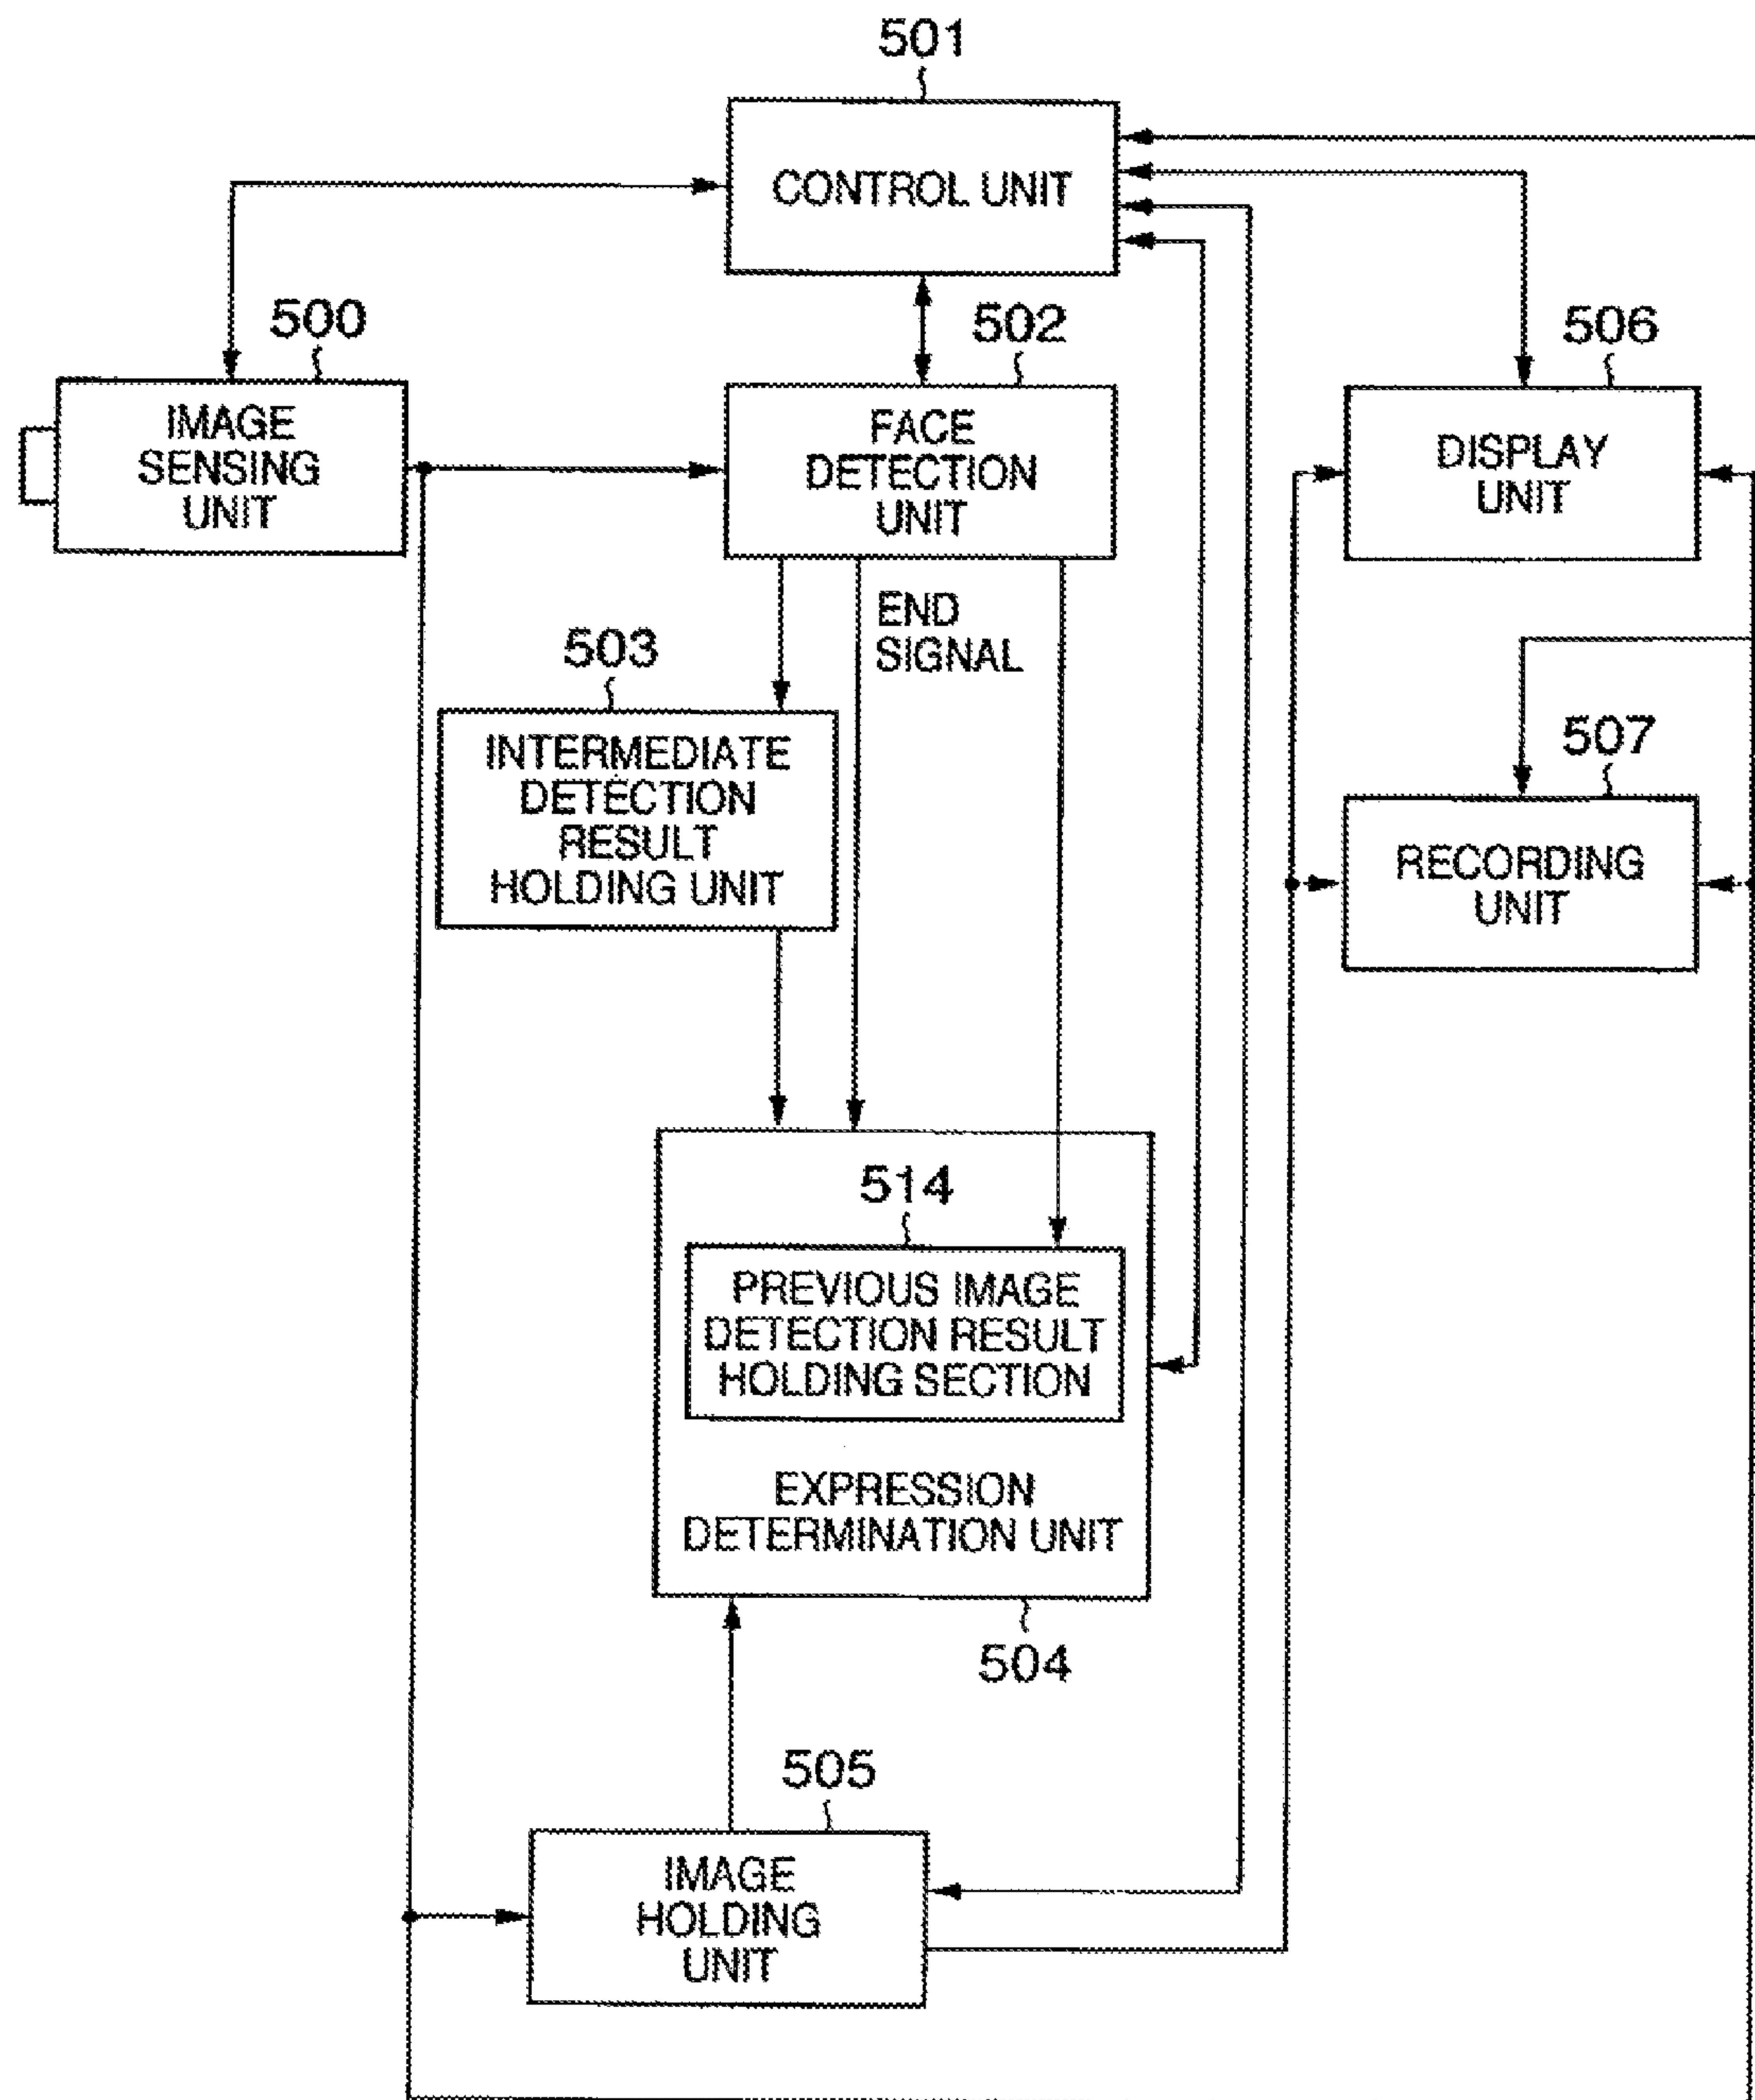 501
CONTROL UNIT
500
502
506
IMAGE
SENSING
UNIT
FACE
DETECTION
UNIT
DISPLAY
UNIT
END
SIGNAL
503
507
INTERMEDIATE
DETECTION
RESULT
HOLDING UNIT
RECORDING
UNIT
514
PREVIOUS IMAGE
DETECTION RESULT
HOLDING SECTION
EXPRESSION
DETERMINATION UNIT
504
505
IMAGE
HOLDING
UNIT